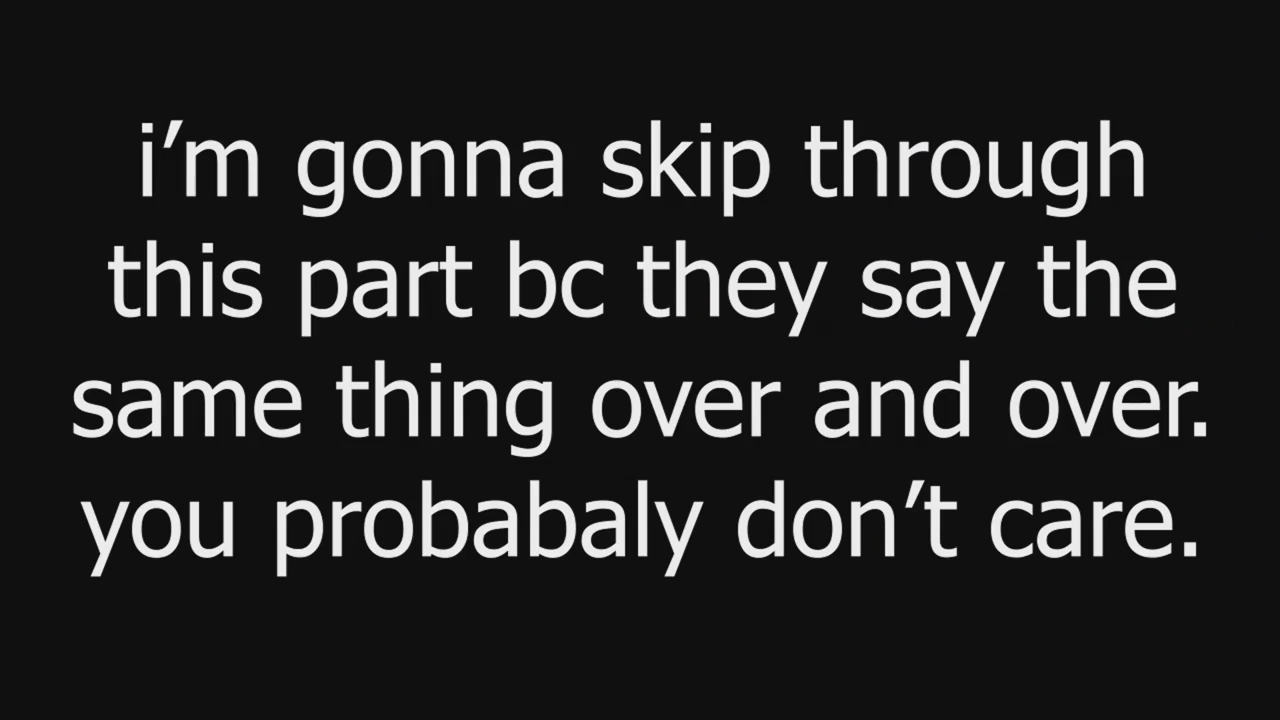 i’m gonna skip through
this part bc they say the
same thing over and over.
you probabaly don’t care.